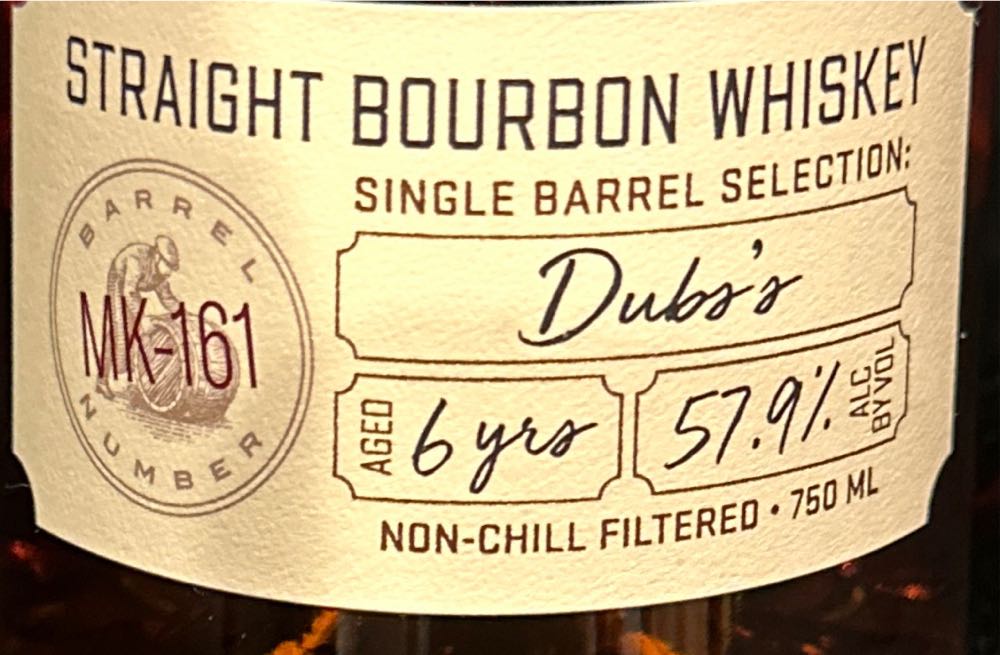 STRAIGHT BOURBON WHISKEY
SINGLE BARREL SELECTION:
Dubs's
BARREL
MK-161
NUMBER
AGED 6 yrs
57.9% ALC BY VOL
NON-CHILL FILTERED • 750 ML